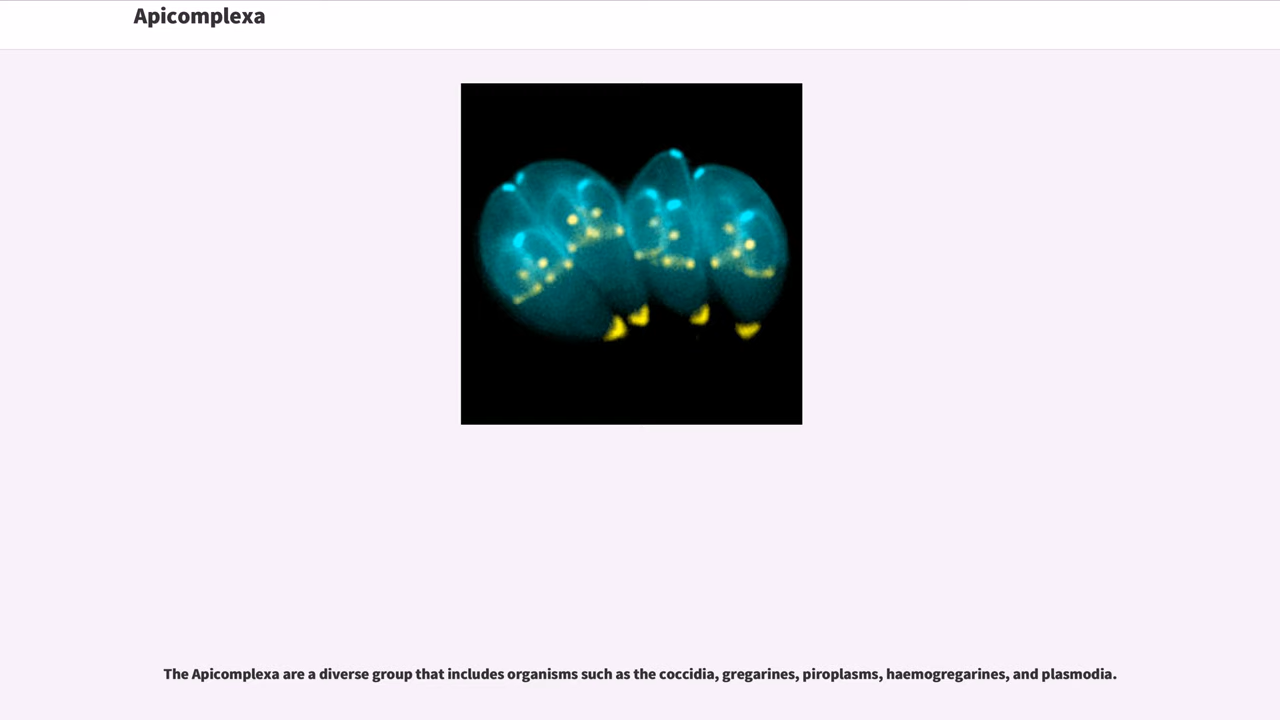 Apicomplexa
The Apicomplexa are a diverse group that includes organisms such as the coccidia, gregarines, piroplasms, haemogregarines, and plasmodia.